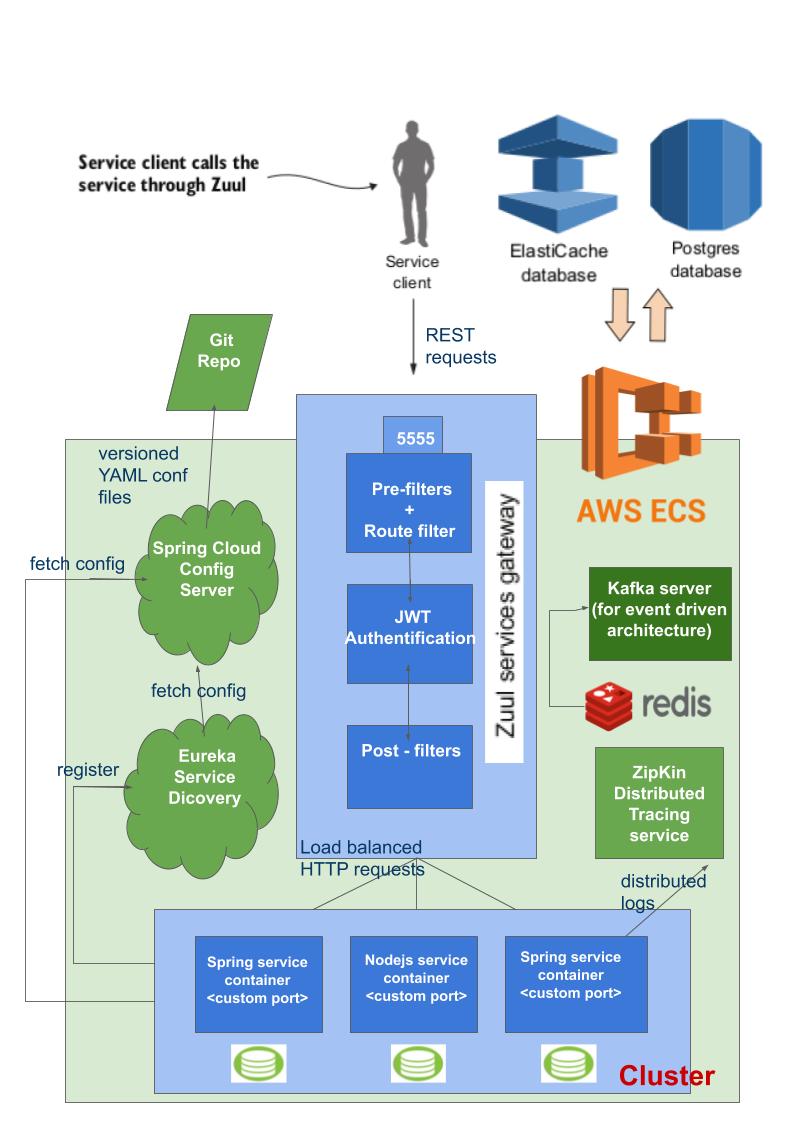 Service client calls the
service through Zuul
Service
client
ElastiCache
database
Postgres
database
REST
requests
Git
Repo
5555
versioned
YAML conf
files
Pre-filters
+
Route filter
AWS ECS
fetch config
Spring Cloud
Config
Server
Zuul services gateway
Kafka server
(for event driven
architecture)
JWT
Authentification
fetch config
redis
Eureka
Service
Dicovery
register
Post - filters
ZipKin
Distributed
Tracing
service
Load balanced
HTTP requests
distributed
logs
Spring service
container
<custom port>
Nodejs service
container
<custom port>
Spring service
container
<custom port>
Cluster